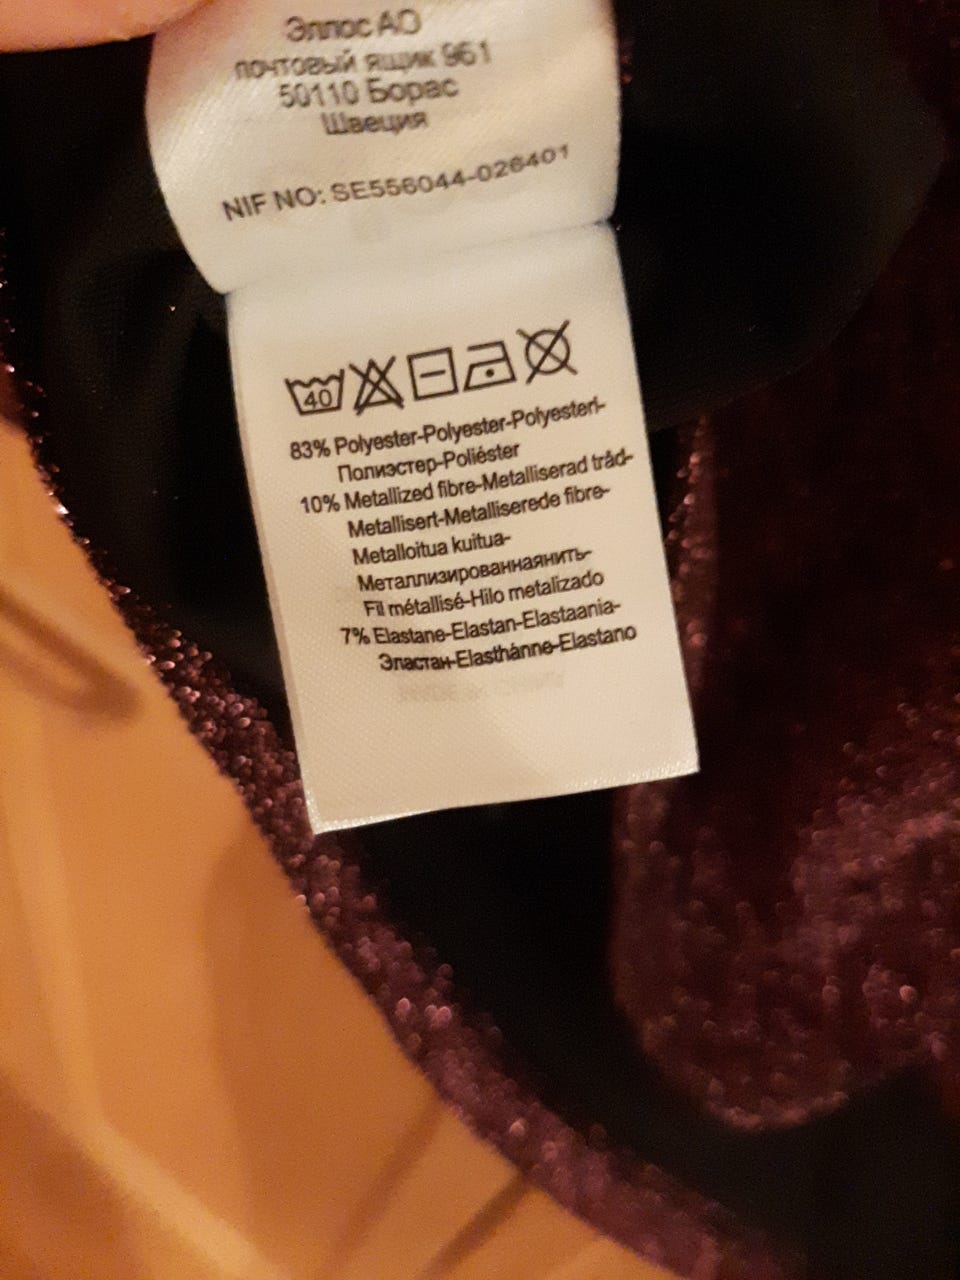 Эллос АО
почтовый ящик 961
50110 Борас
Швеция
NIF NO: SE556044-026401
40
83% Polyester-Polyester-Polyesteri-
Полиэстер-Poliéster
10% Metallized fibre-Metalliserad tråd-
Metallisert-Metalliserede fibre-
Metalloitua kuitua-
Металлизированнаянить-
Fil métallisé-Hilo metalizado
7% Elastane-Elastan-Elastaania-
Эластан-Elasthánne-Elastano